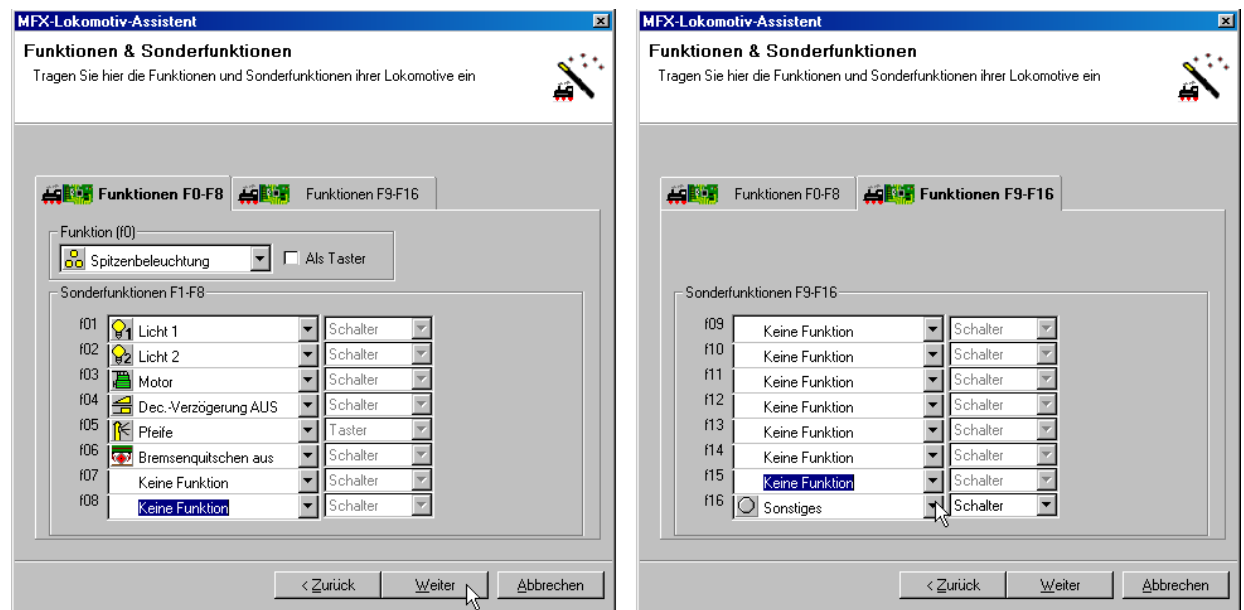 MFX-Lokomotiv-Assistent
Funktionen & Sonderfunktionen
Tragen Sie hier die Funktionen und Sonderfunktionen ihrer Lokomotive ein
Funktionen F0-F8 Funktionen F9-F16
Funktion (f0)
Spitzenbeleuchtung Als Taster
Sonderfunktionen F1-F8
f01 1 Licht 1 Schalter
f02 2 Licht 2 Schalter
f03 Motor Schalter
f04 Dec.-Verzögerung AUS Schalter
f05 Pfeife Taster
f06 Bremsenquitschen aus Schalter
f07 Keine Funktion Schalter
f08 Keine Funktion Schalter
< Zurück Weiter Abbrechen
MFX-Lokomotiv-Assistent
Funktionen & Sonderfunktionen
Tragen Sie hier die Funktionen und Sonderfunktionen ihrer Lokomotive ein
Funktionen F0-F8 Funktionen F9-F16
Sonderfunktionen F9-F16
f09 Keine Funktion Schalter
f10 Keine Funktion Schalter
f11 Keine Funktion Schalter
f12 Keine Funktion Schalter
f13 Keine Funktion Schalter
f14 Keine Funktion Schalter
f15 Keine Funktion Schalter
f16 Sonstiges Schalter
< Zurück Weiter Abbrechen